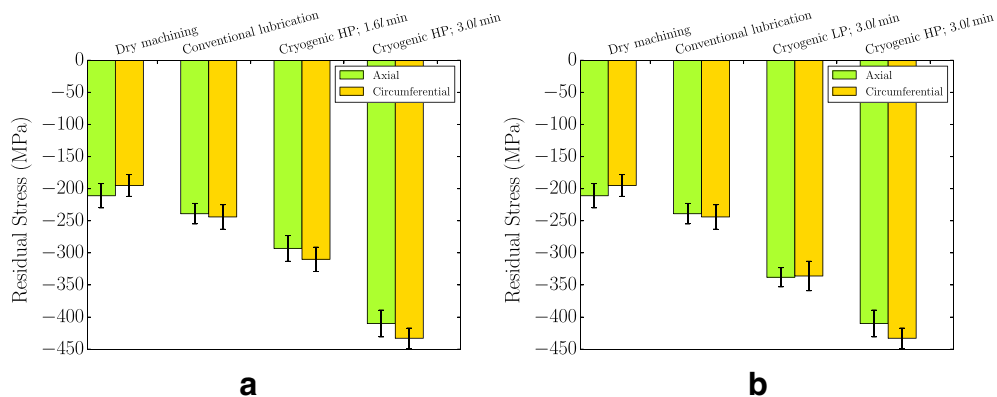 Dry machining
Conventional lubrication
Cryogenic HP; 1.6l min
Cryogenic HP; 3.0l min
0
−50
−100
−150
−200
−250
−300
−350
−400
−450
Residual Stress (MPa)
Axial
Circumferential
a
Dry machining
Conventional lubrication
Cryogenic LP; 3.0l min
Cryogenic HP; 3.0l min
0
−50
−100
−150
−200
−250
−300
−350
−400
−450
Residual Stress (MPa)
Axial
Circumferential
b